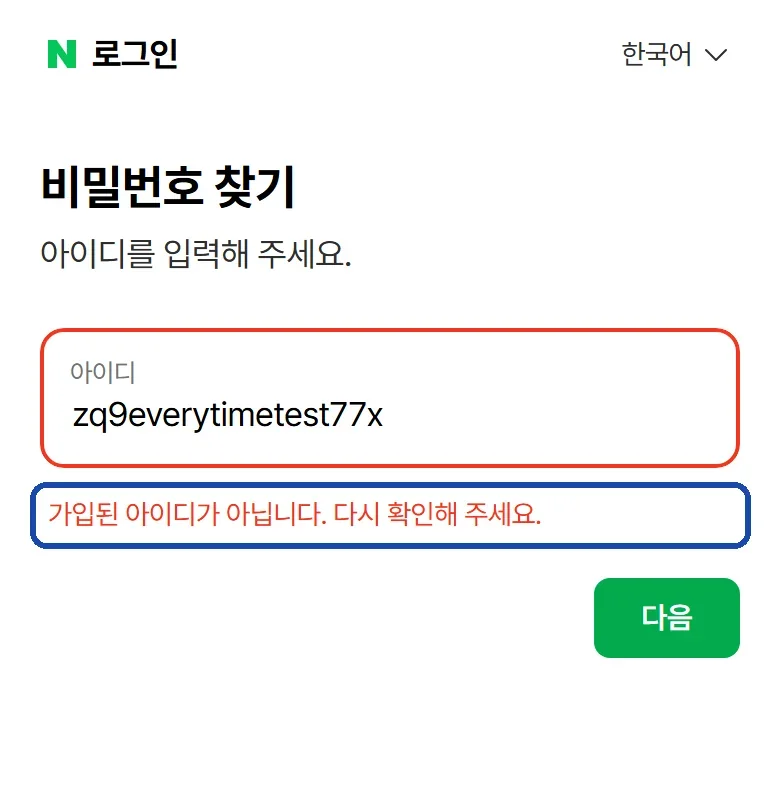 N 로그인
한국어
비밀번호 찾기
아이디를 입력해 주세요.
아이디
zq9everytimetest77x
가입된 아이디가 아닙니다. 다시 확인해 주세요.
다음